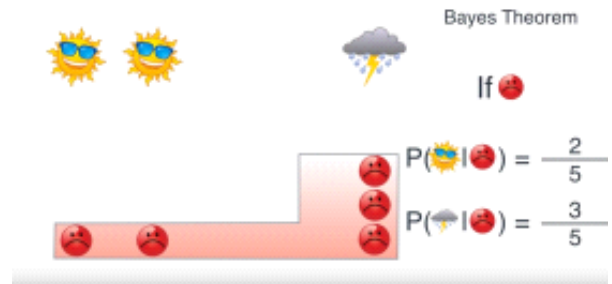 Bayes Theorem
If
P( | ) = 2/5
P( | ) = 3/5